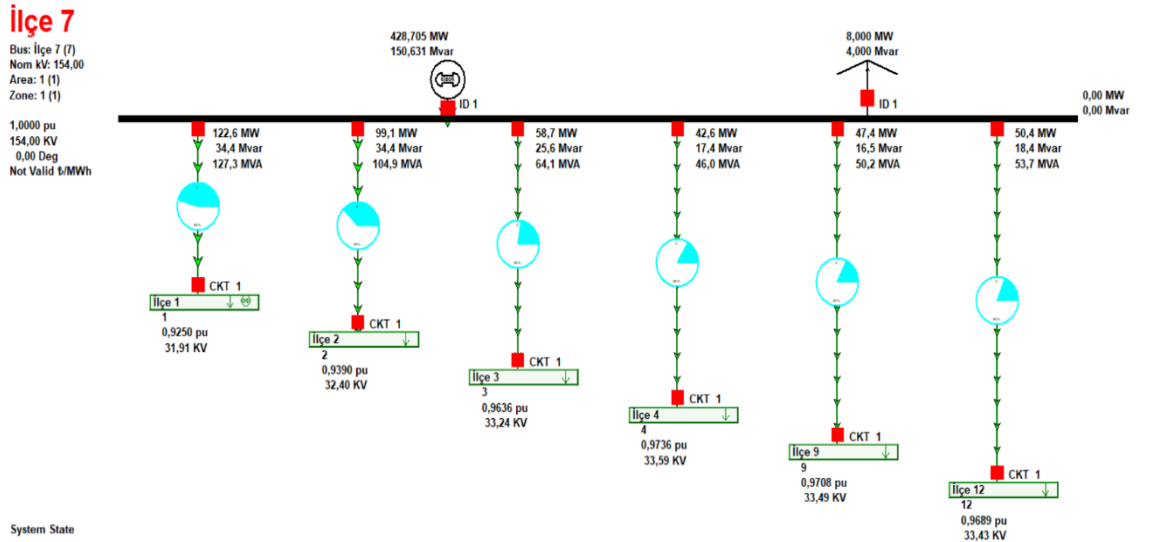 İlçe 7
Bus: İlçe 7 (7)
Nom kV: 154,00
Area: 1 (1)
Zone: 1 (1)
1,0000 pu
154,00 KV
0,00 Deg
Not Valid ₺/MWh
428,705 MW
150,631 Mvar
ID 1
8,000 MW
4,000 Mvar
ID 1
0,00 MW
0,00 Mvar
122,6 MW
34,4 Mvar
127,3 MVA
CKT 1
İlçe 1
1
0,9250 pu
31,91 KV
99,1 MW
34,4 Mvar
104,9 MVA
CKT 1
İlçe 2
2
0,9390 pu
32,40 KV
58,7 MW
25,6 Mvar
64,1 MVA
CKT 1
İlçe 3
3
0,9636 pu
33,24 KV
42,6 MW
17,4 Mvar
46,0 MVA
CKT 1
İlçe 4
4
0,9736 pu
33,59 KV
47,4 MW
16,5 Mvar
50,2 MVA
CKT 1
İlçe 9
9
0,9708 pu
33,49 KV
50,4 MW
18,4 Mvar
53,7 MVA
CKT 1
İlçe 12
12
0,9689 pu
33,43 KV
System State